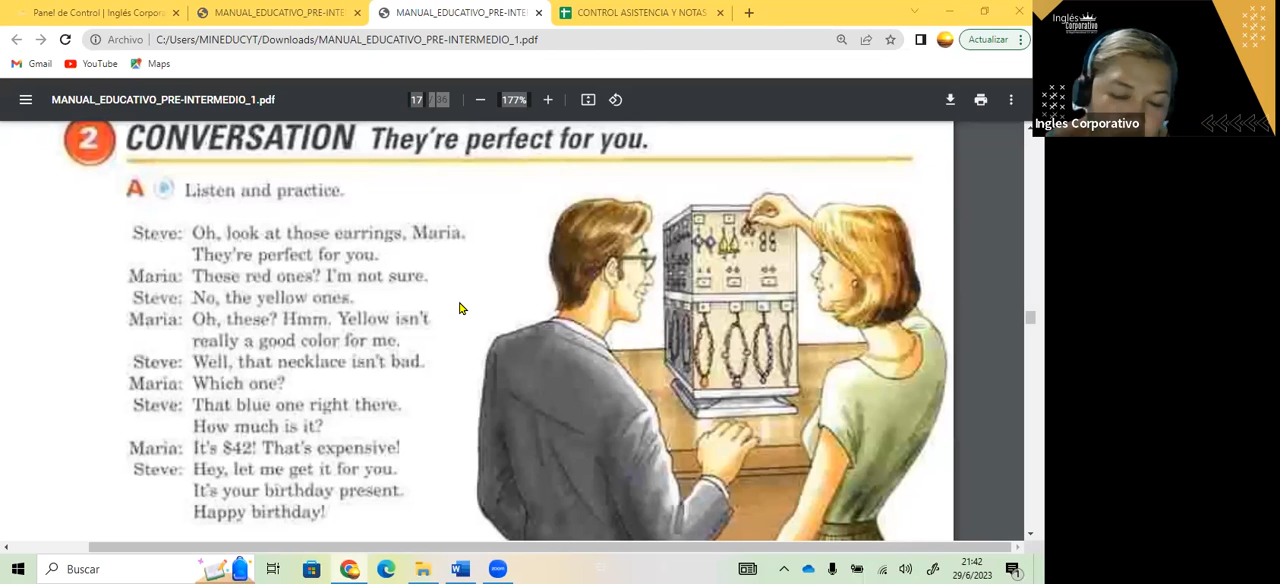 Panel de Control | Inglés Corpora
MANUAL_EDUCATIVO_PRE-INTE
MANUAL_EDUCATIVO_PRE-INTE
CONTROL ASISTENCIA Y NOTAS
Archivo
C:/Users/MINEDUCYT/Downloads/MANUAL_EDUCATIVO_PRE-INTERMEDIO_1.pdf
Actualizar
Gmail
YouTube
Maps
MANUAL_EDUCATIVO_PRE-INTERMEDIO_1.pdf
17 / 36
177%
2 CONVERSATION They're perfect for you.
A Listen and practice.
Steve: Oh, look at those earrings, Maria.
They're perfect for you.
Maria: These red ones? I'm not sure.
Steve: No, the yellow ones.
Maria: Oh, these? Hmm. Yellow isn't
really a good color for me.
Steve: Well, that necklace isn't bad.
Maria: Which one?
Steve: That blue one right there.
How much is it?
Maria: It's $42! That's expensive!
Steve: Hey, let me get it for you.
It's your birthday present.
Happy birthday!
Inglés
Corporativo
Ingles Corporativo
Buscar
21:42
29/6/2023
1